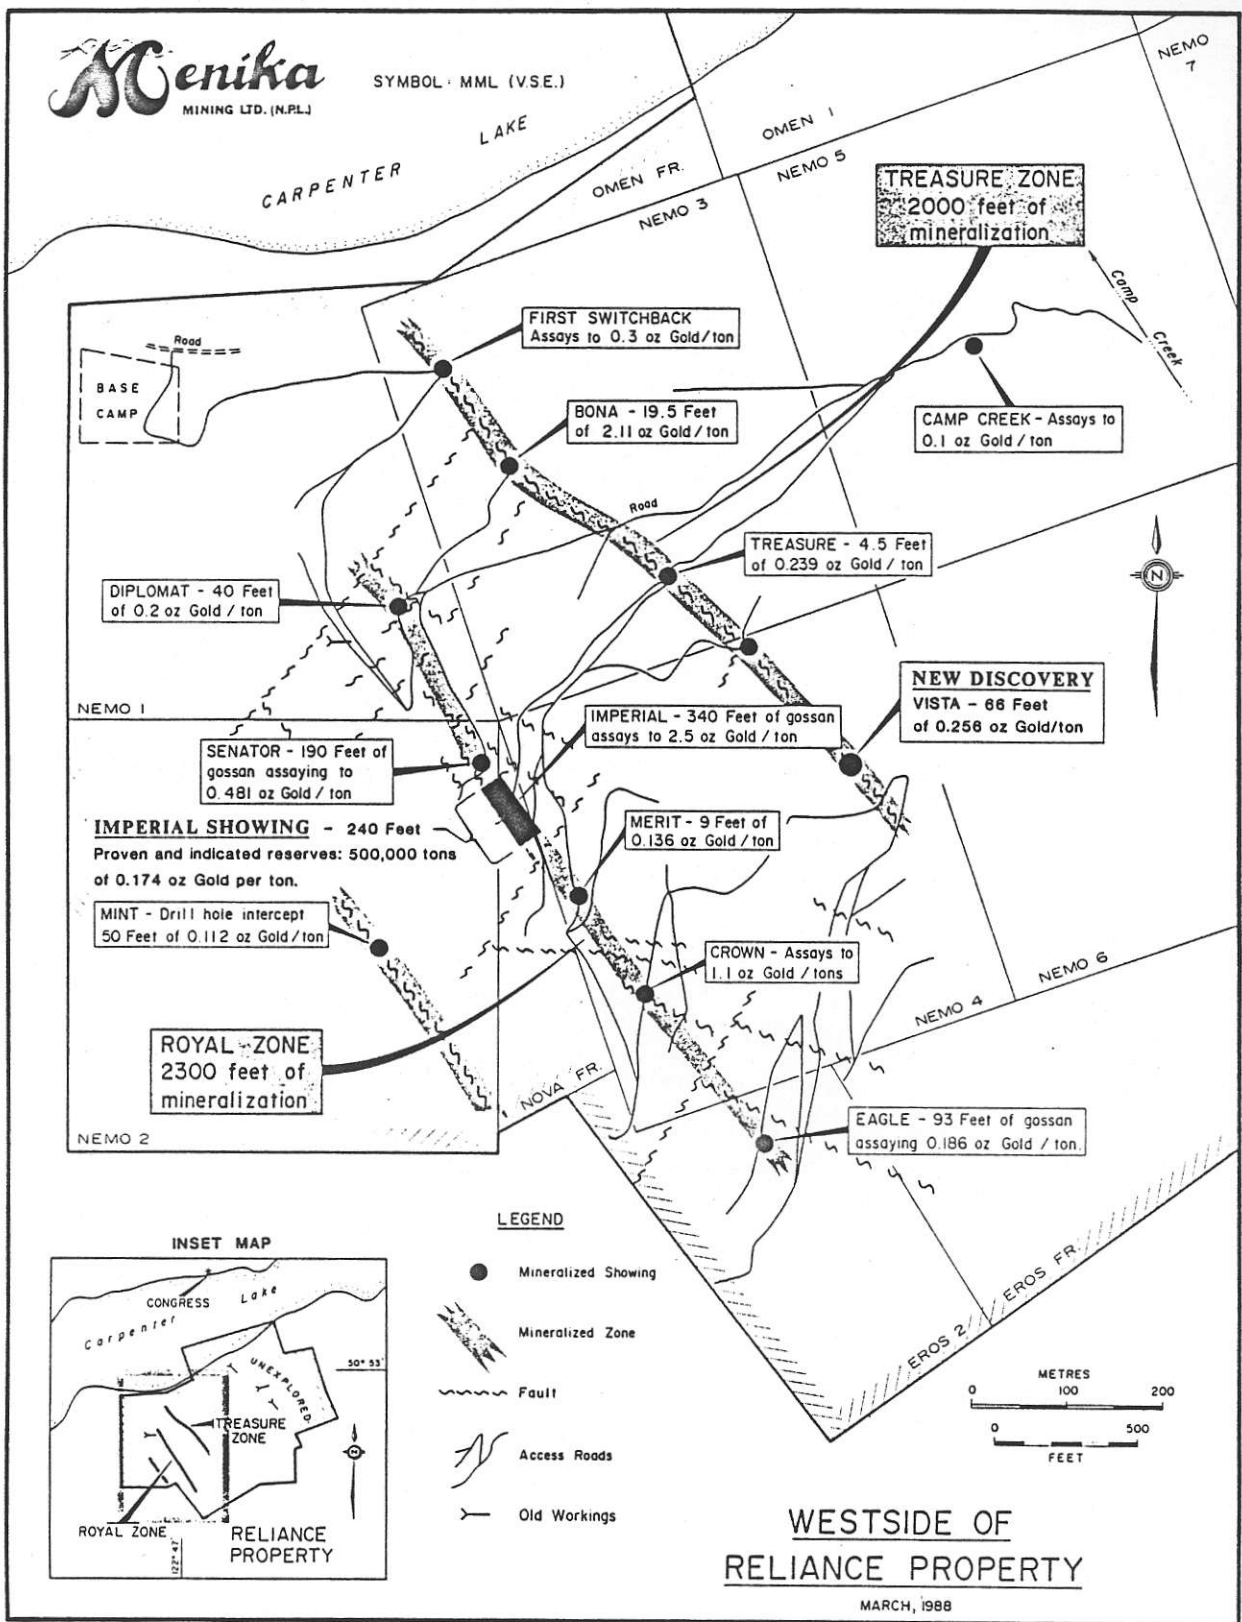 Menika
MINING LTD. (N.P.L.)
SYMBOL: MML (V.S.E.)
CARPENTER LAKE
OMEN FR.
OMEN 1
NEMO 7
NEMO 3
NEMO 5
TREASURE ZONE
2000 feet of
mineralization
Camp Creek
Road
BASE
CAMP
FIRST SWITCHBACK
Assays to 0.3 oz Gold/ton
BONA - 19.5 Feet
of 2.11 oz Gold/ton
CAMP CREEK - Assays to
0.1 oz Gold/ton
Road
TREASURE - 4.5 Feet
of 0.239 oz Gold / ton
N
DIPLOMAT - 40 Feet
of 0.2 oz Gold / ton
NEW DISCOVERY
VISTA - 66 Feet
of 0.256 oz Gold/ton
NEMO 1
IMPERIAL - 340 Feet of gossan
assays to 2.5 oz Gold / ton
SENATOR - 190 Feet of
gossan assaying to
0.481 oz Gold / ton
IMPERIAL SHOWING - 240 Feet
Proven and indicated reserves: 500,000 tons
of 0.174 oz Gold per ton.
MERIT - 9 Feet of
0.136 oz Gold / ton
MINT - Drill hole intercept
50 Feet of 0.112 oz Gold/ton
CROWN - Assays to
1.1 oz Gold / tons
NEMO 6
NEMO 4
ROYAL ZONE
2300 feet of
mineralization
NOVA FR.
EAGLE - 93 Feet of gossan
assaying 0.186 oz Gold / ton.
NEMO 2
EROS FR.
EROS 2
LEGEND
Mineralized Showing
Mineralized Zone
Fault
Access Roads
Old Workings
INSET MAP
CONGRESS
Carpenter Lake
50° 53'
UNEXPLORED
TREASURE
ZONE
N
ROYAL ZONE
122° 47'
RELIANCE
PROPERTY
METRES
0 100 200
0 500
FEET
WESTSIDE OF
RELIANCE PROPERTY
MARCH, 1988